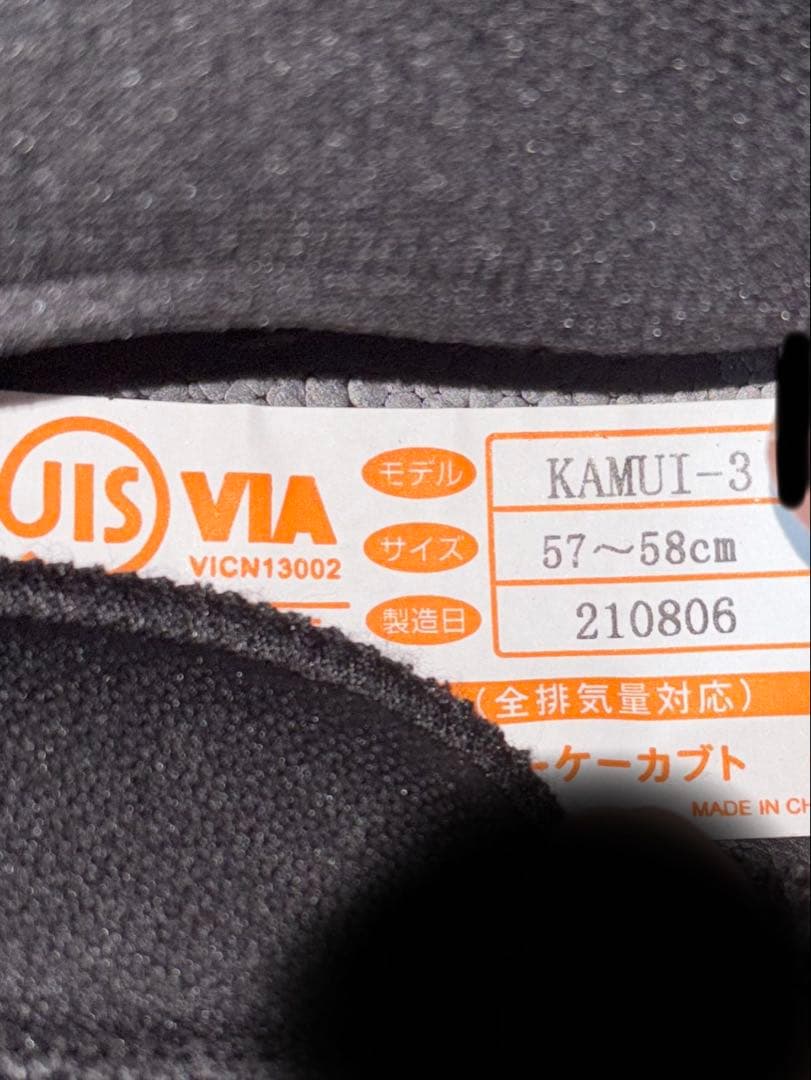 JIS VIA
VICN13002
モデル KAMUI-3
サイズ 57～58cm
製造日 210806
(全排気量対応)
ーケーカブト
MADE IN CH